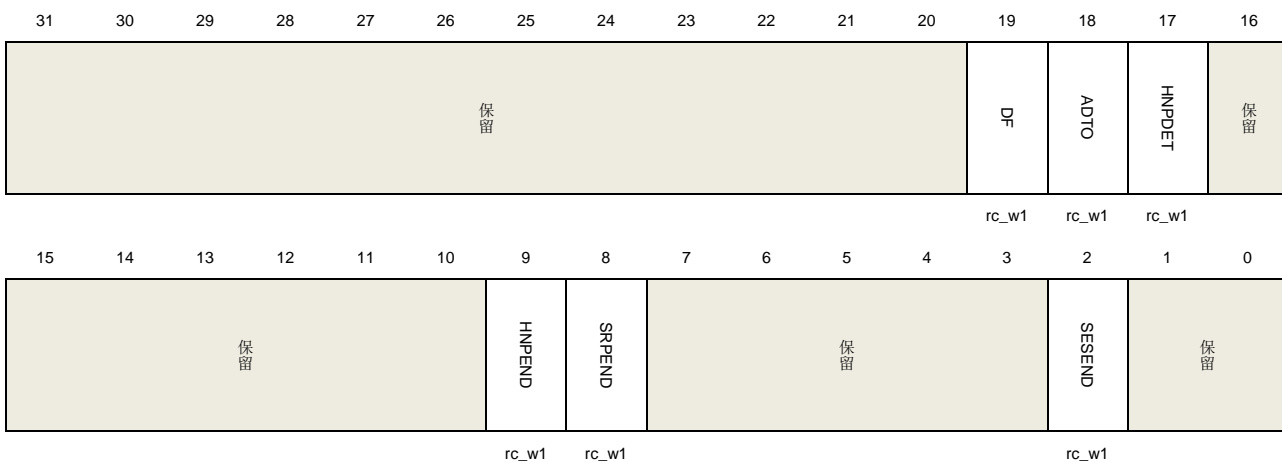 31 30 29 28 27 26 25 24 23 22 21 20 19 18 17 16
保留 DF ADTO HNPDET 保留
rc_w1 rc_w1 rc_w1
15 14 13 12 11 10 9 8 7 6 5 4 3 2 1 0
保留 HNPEND SRPEND 保留 SESEND 保留
rc_w1 rc_w1 rc_w1